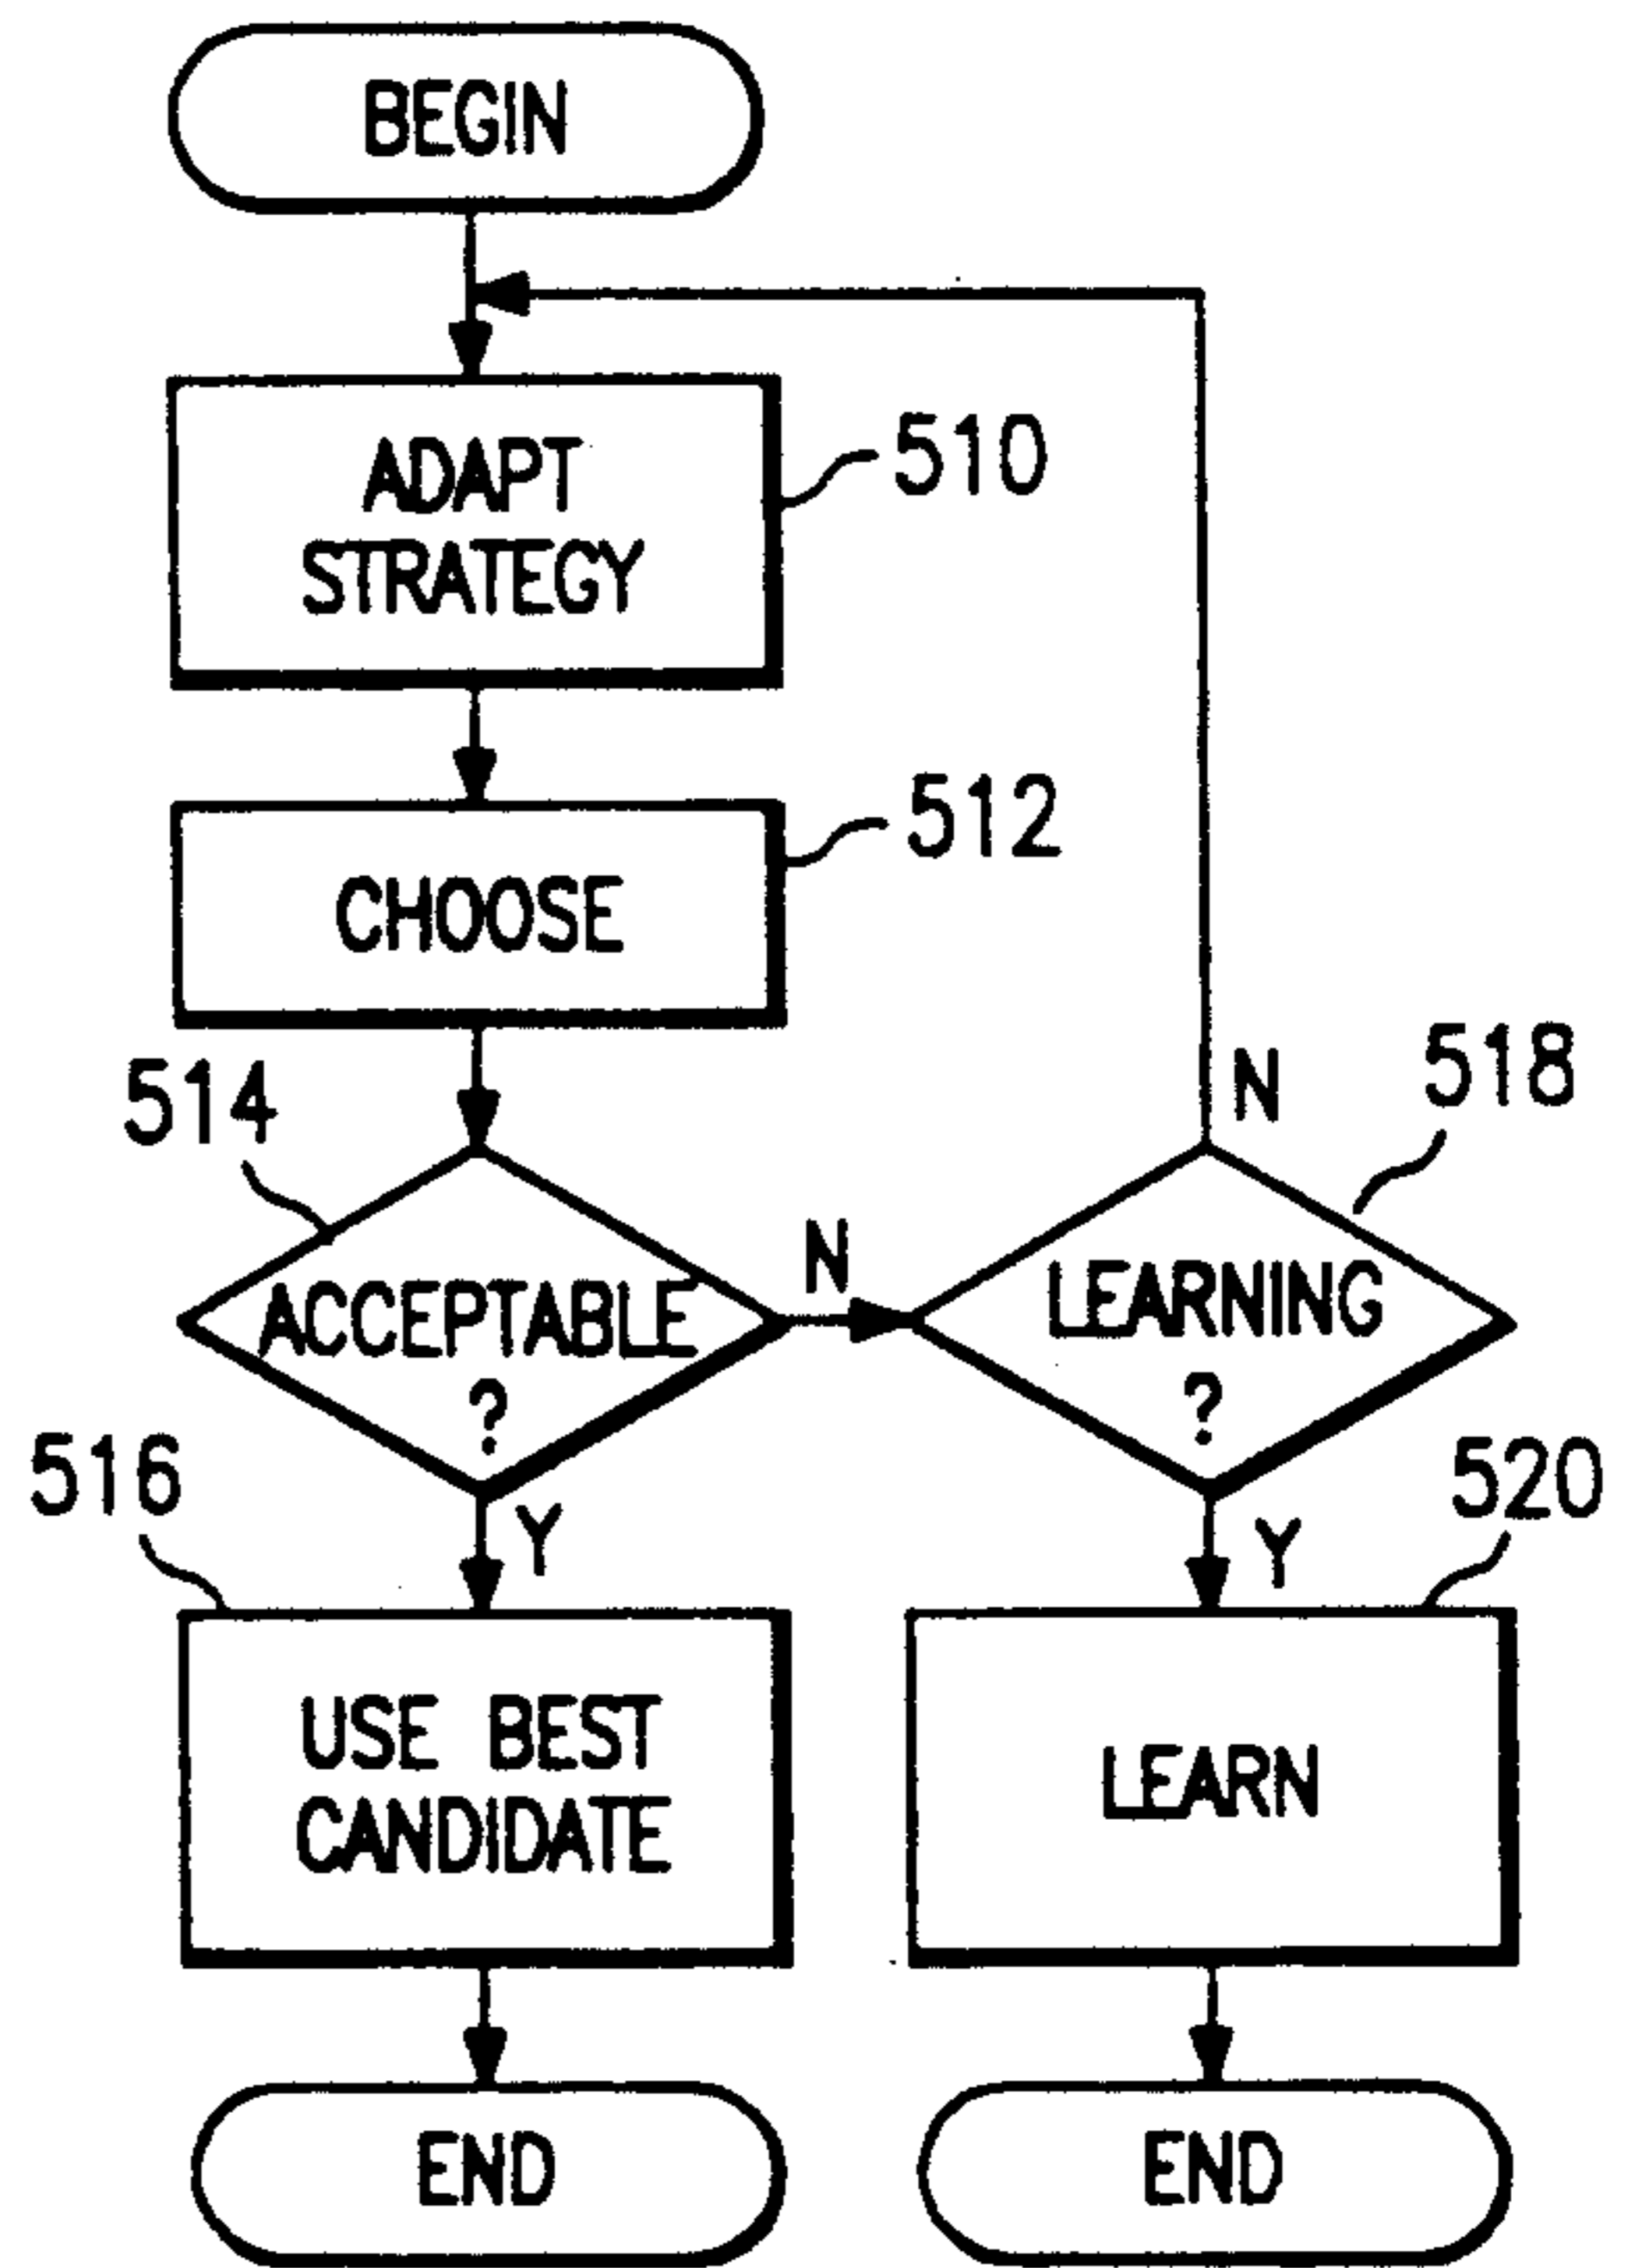 BEGIN
ADAPT
STRATEGY
510
CHOOSE
512
514
ACCEPTABLE
?
N
Y
518
LEARNING
?
N
Y
516
USE BEST
CANDIDATE
520
LEARN
END
END